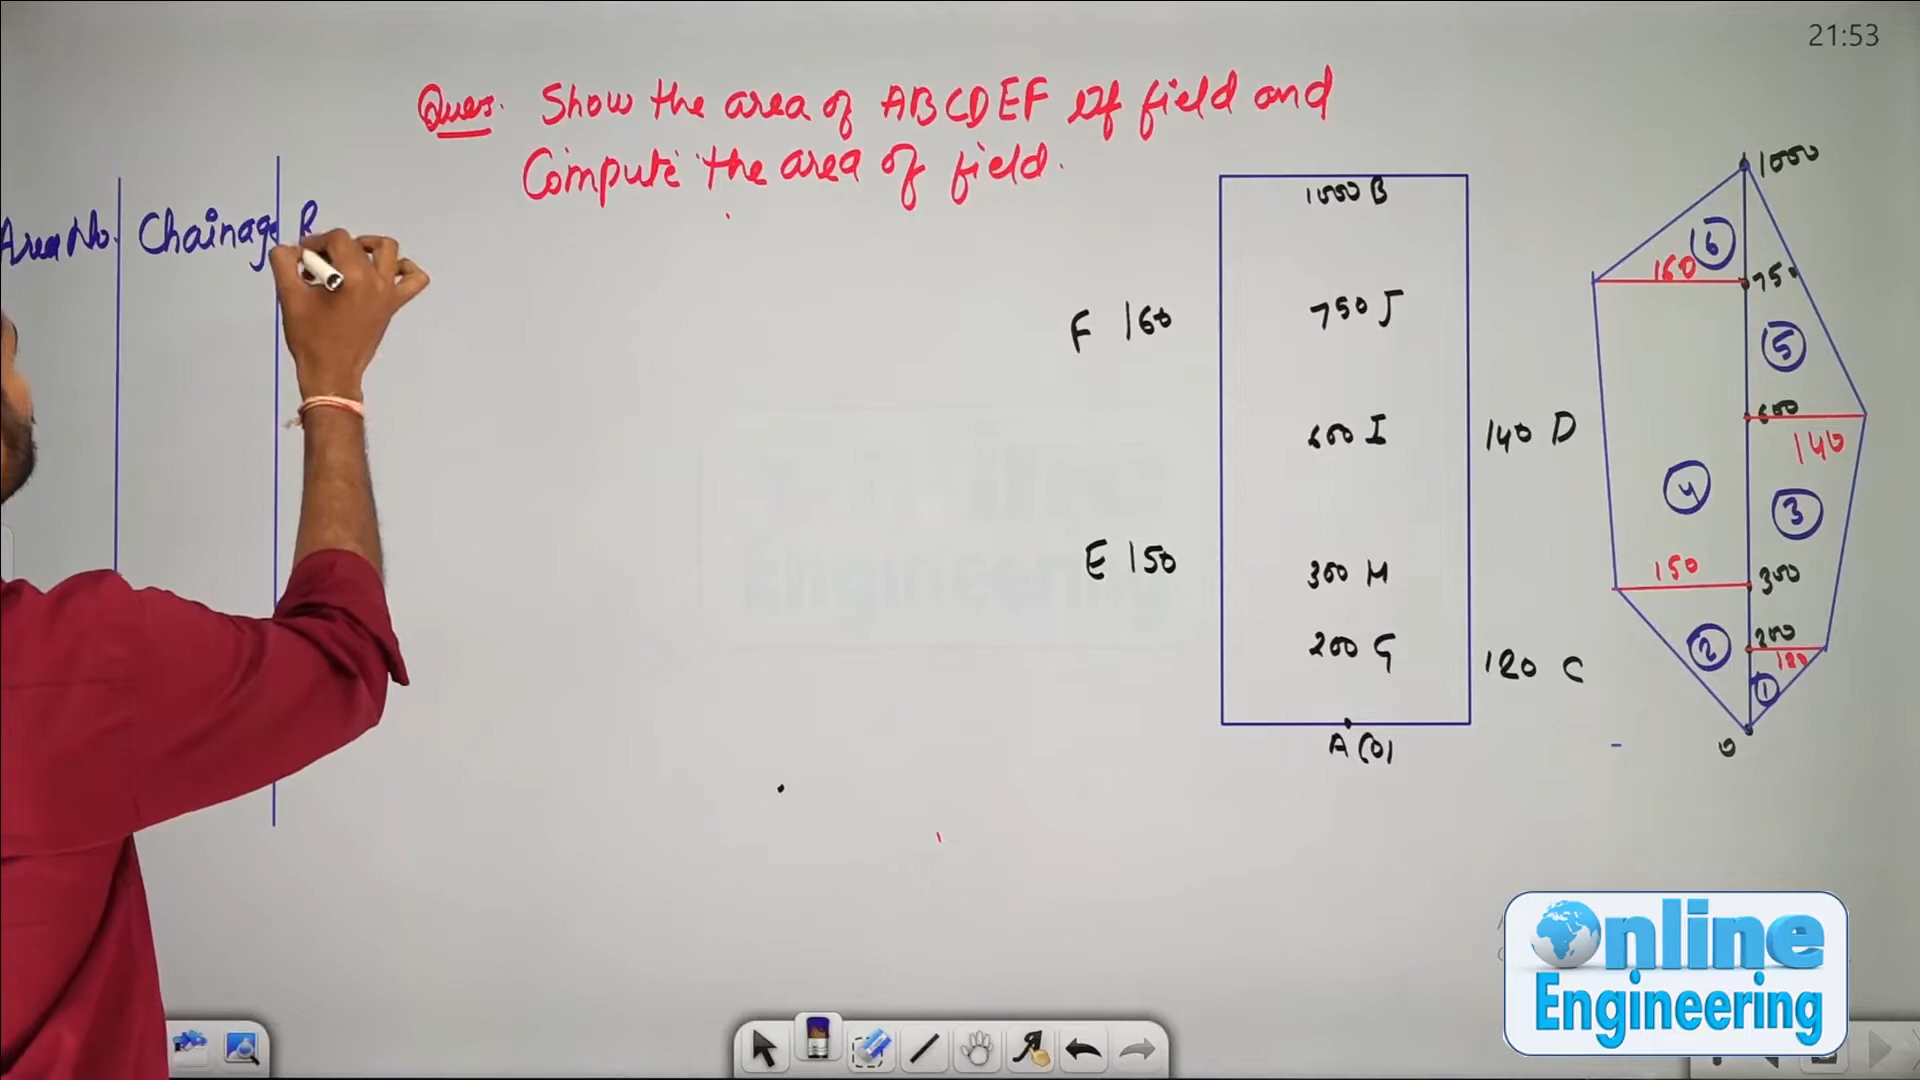 21:53
Ques. Show the area of ABCDEF of field and
Compute the area of field.
Area No. Chainage B
1000 B
F 160
750 J
600 I
140 D
E 150
300 H
200 G
120 C
A (0)
1000
6
160
750
5
600
140
4
3
150
300
2
200
120
1
0
Online
Engineering
Online
Engineering